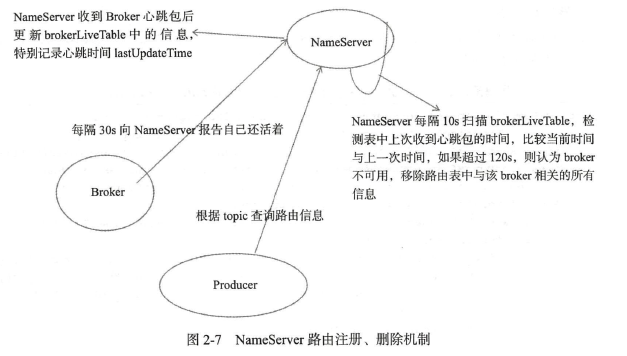 NameServer 收到 Broker 心跳包后
更新 brokerLiveTable 中的信息，
特别记录心跳时间 lastUpdateTime
NameServer
NameServer 每隔 10s 扫描 brokerLiveTable，检
测表中上次收到心跳包的时间，比较当前时间
与上一次时间，如果超过 120s，则认为 broker
不可用，移除路由表中与该 broker 相关的所有
信息
每隔 30s 向 NameServer 报告自己还活着
Broker
根据 topic 查询路由信息
Producer
图 2-7 NameServer 路由注册、删除机制